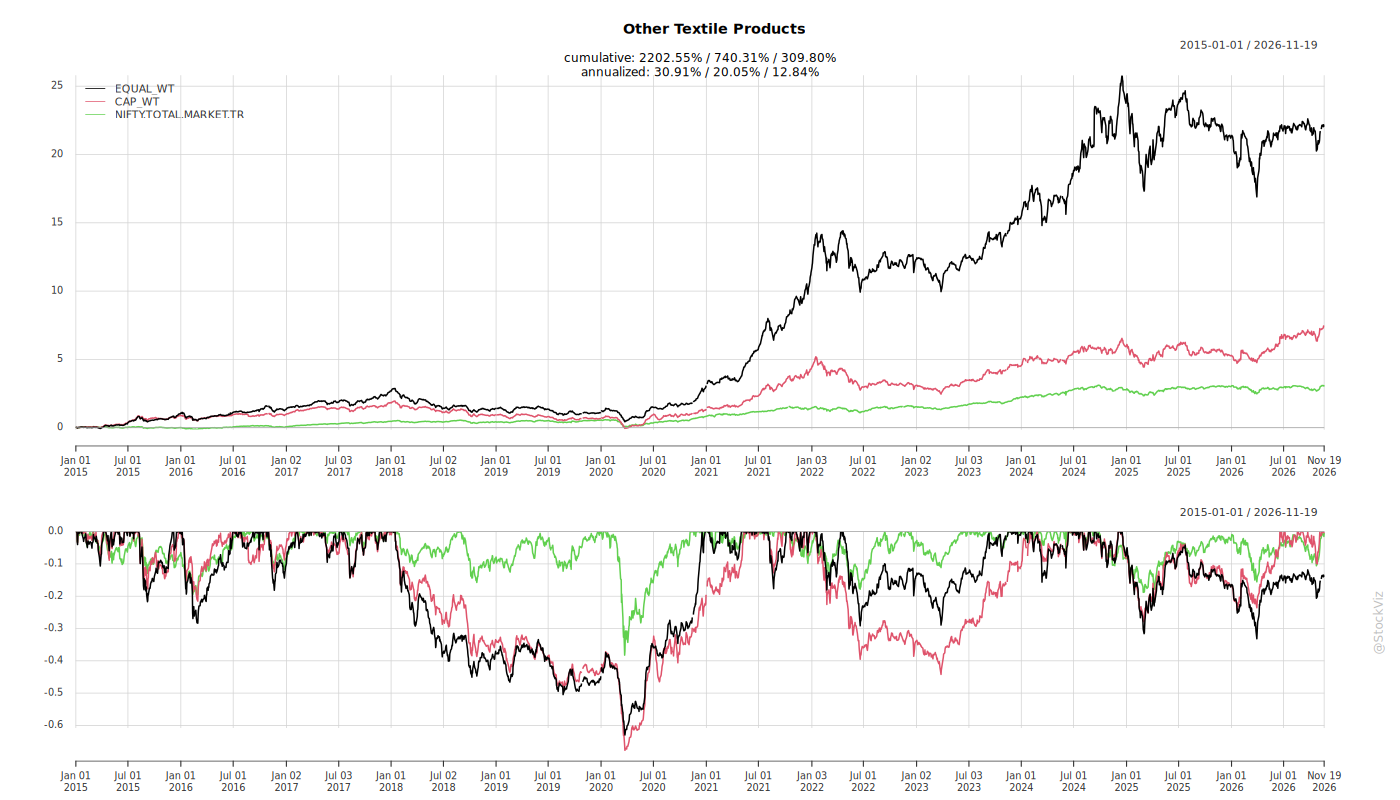 Other Textile Products
2015-01-01 / 2026-11-19
cumulative: 2202.55% / 740.31% / 309.80%
annualized: 30.91% / 20.05% / 12.84%
EQUAL_WT
CAP_WT
NIFTY.TOTAL.MARKET.TR
25
20
15
10
5
0
Jan 01 Jul 01 Jan 01 Jul 01 Jan 02 Jul 03 Jan 01 Jul 02 Jan 01 Jul 01 Jan 01 Jul 01 Jan 01 Jul 01 Jan 03 Jul 01 Jan 02 Jul 03 Jan 01 Jul 01 Jan 01 Jul 01 Jan 01 Jul 01 Nov 19
2015 2015 2016 2016 2017 2017 2018 2018 2019 2019 2020 2020 2021 2021 2022 2022 2023 2023 2024 2024 2025 2025 2026 2026 2026
2015-01-01 / 2026-11-19
0.0
-0.1
-0.2
-0.3
-0.4
-0.5
-0.6
Jan 01 Jul 01 Jan 01 Jul 01 Jan 02 Jul 03 Jan 01 Jul 02 Jan 01 Jul 01 Jan 01 Jul 01 Jan 01 Jul 01 Jan 03 Jul 01 Jan 02 Jul 03 Jan 01 Jul 01 Jan 01 Jul 01 Jan 01 Jul 01 Nov 19
2015 2015 2016 2016 2017 2017 2018 2018 2019 2019 2020 2020 2021 2021 2022 2022 2023 2023 2024 2024 2025 2025 2026 2026 2026
@StockViz